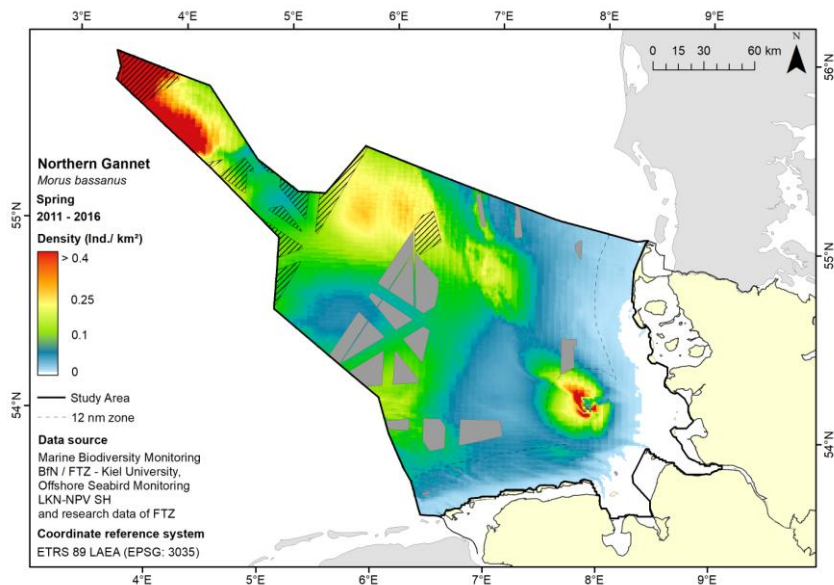 3°E 4°E 5°E 6°E 7°E 8°E 9°E
N
0 15 30 60 km
56°N
56°N
Northern Gannet
Morus bassanus
Spring
2011 - 2016
Density (Ind./ km²)
> 0.4
0.25
0.1
0
Study Area
12 nm zone
Data source
Marine Biodiversity Monitoring
BfN / FTZ - Kiel University,
Offshore Seabird Monitoring
LKN-NPV SH
and research data of FTZ
Coordinate reference system
ETRS 89 LAEA (EPSG: 3035)
55°N
55°N
54°N
54°N
4°E 5°E 6°E 7°E 8°E 9°E